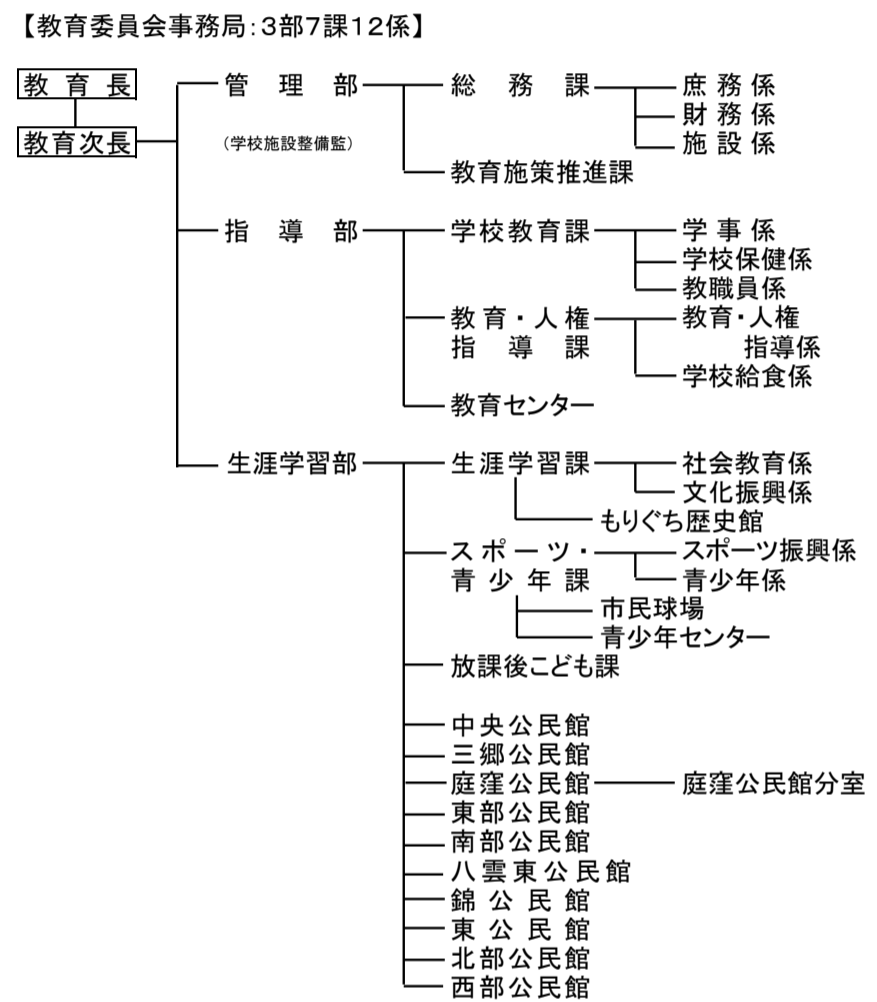 【教育委員会事務局：3部7課12係】
教育長 管理部 総務課 庶務係
財務係
教育次長 （学校施設整備監） 施設係
教育施策推進課
指導部 学校教育課 学事係
学校保健係
教職員係
教育・人権 教育・人権
指導課 指導係
学校給食係
教育センター
生涯学習部 生涯学習課 社会教育係
文化振興係
もりぐち歴史館
スポーツ・ スポーツ振興係
青少年課 青少年係
市民球場
青少年センター
放課後こども課
中央公民館
三郷公民館
庭窪公民館 庭窪公民館分室
東部公民館
南部公民館
八雲東公民館
錦公民館
東公民館
北部公民館
西部公民館